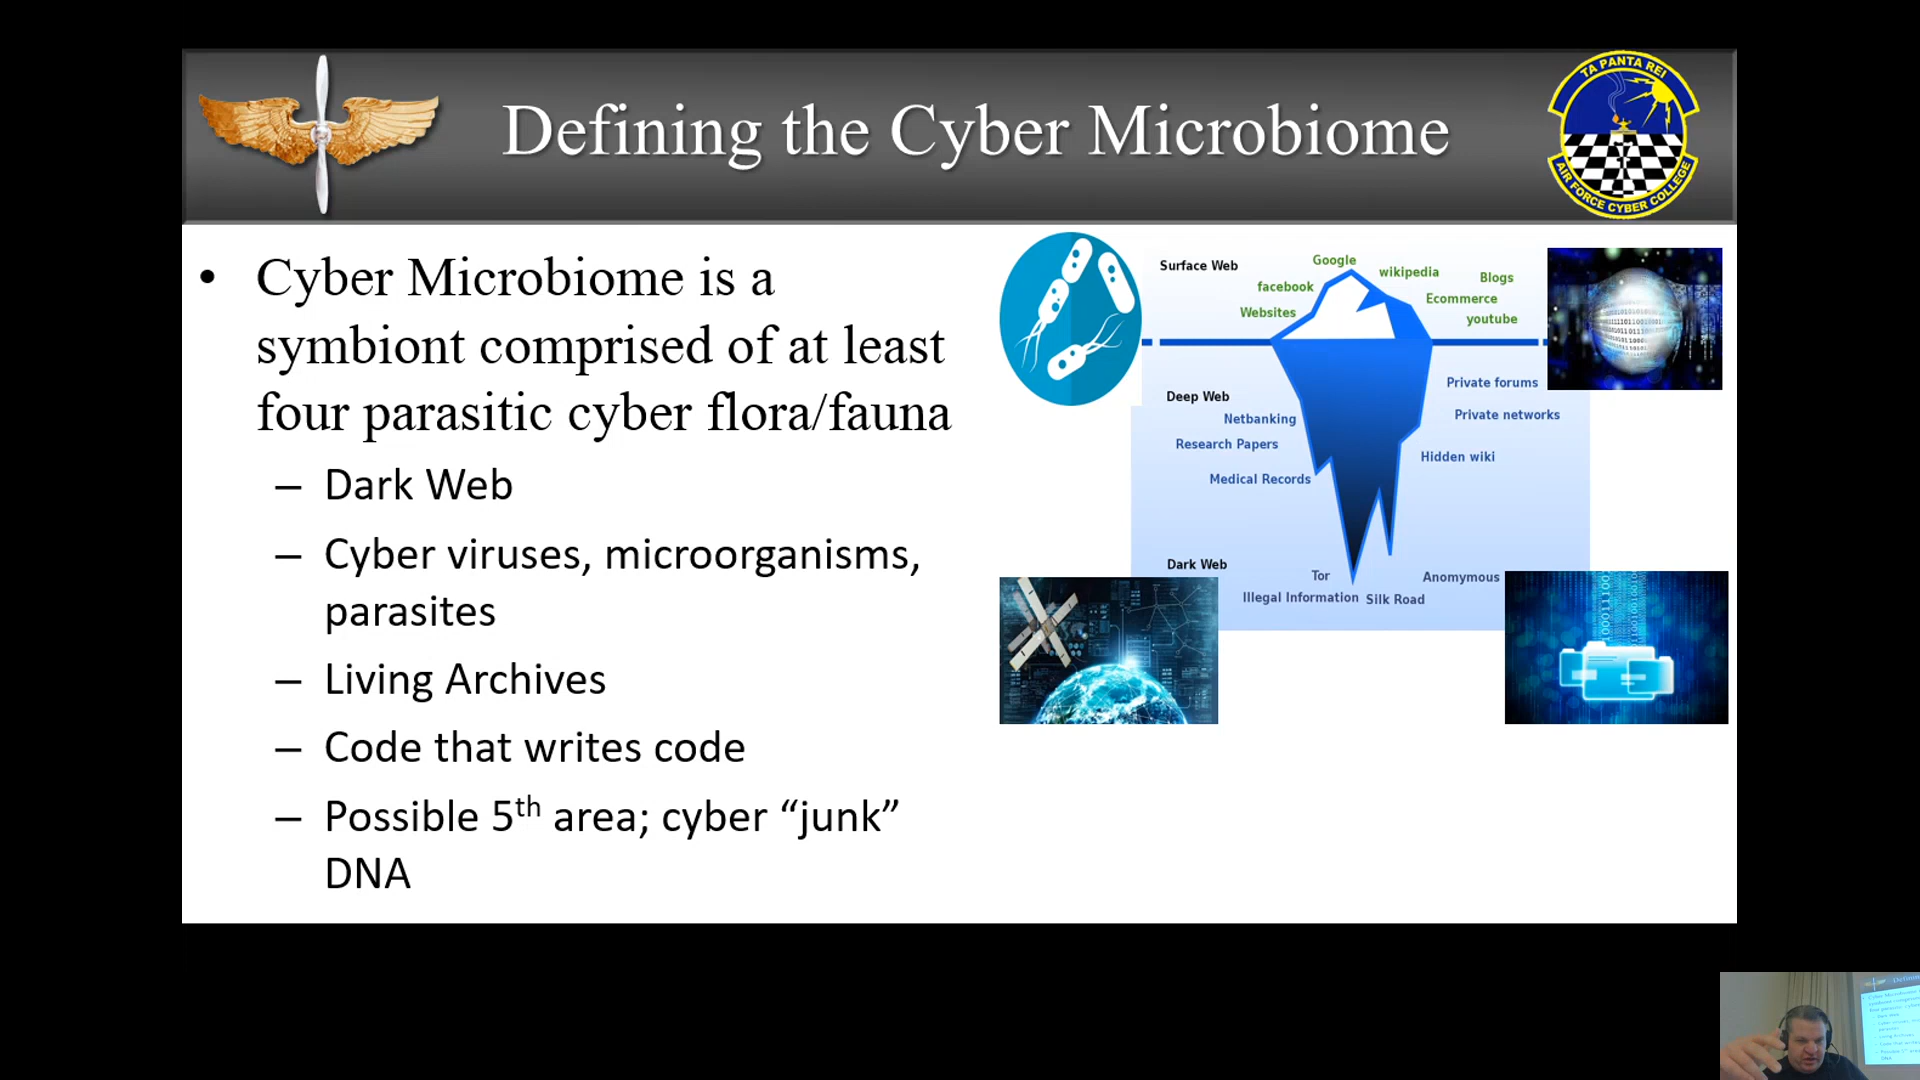 Defining the Cyber Microbiome
TA PANTA REI
AIR FORCE CYBER COLLEGE
• Cyber Microbiome is a
symbiont comprised of at least
four parasitic cyber flora/fauna
– Dark Web
– Cyber viruses, microorganisms,
parasites
– Living Archives
– Code that writes code
– Possible 5th area; cyber “junk”
DNA
Surface Web
Google
wikipedia
Blogs
facebook
Ecommerce
Websites
youtube
Deep Web
Private forums
Netbanking
Private networks
Research Papers
Hidden wiki
Medical Records
Dark Web
Tor
Anomymous
Illegal Information
Silk Road